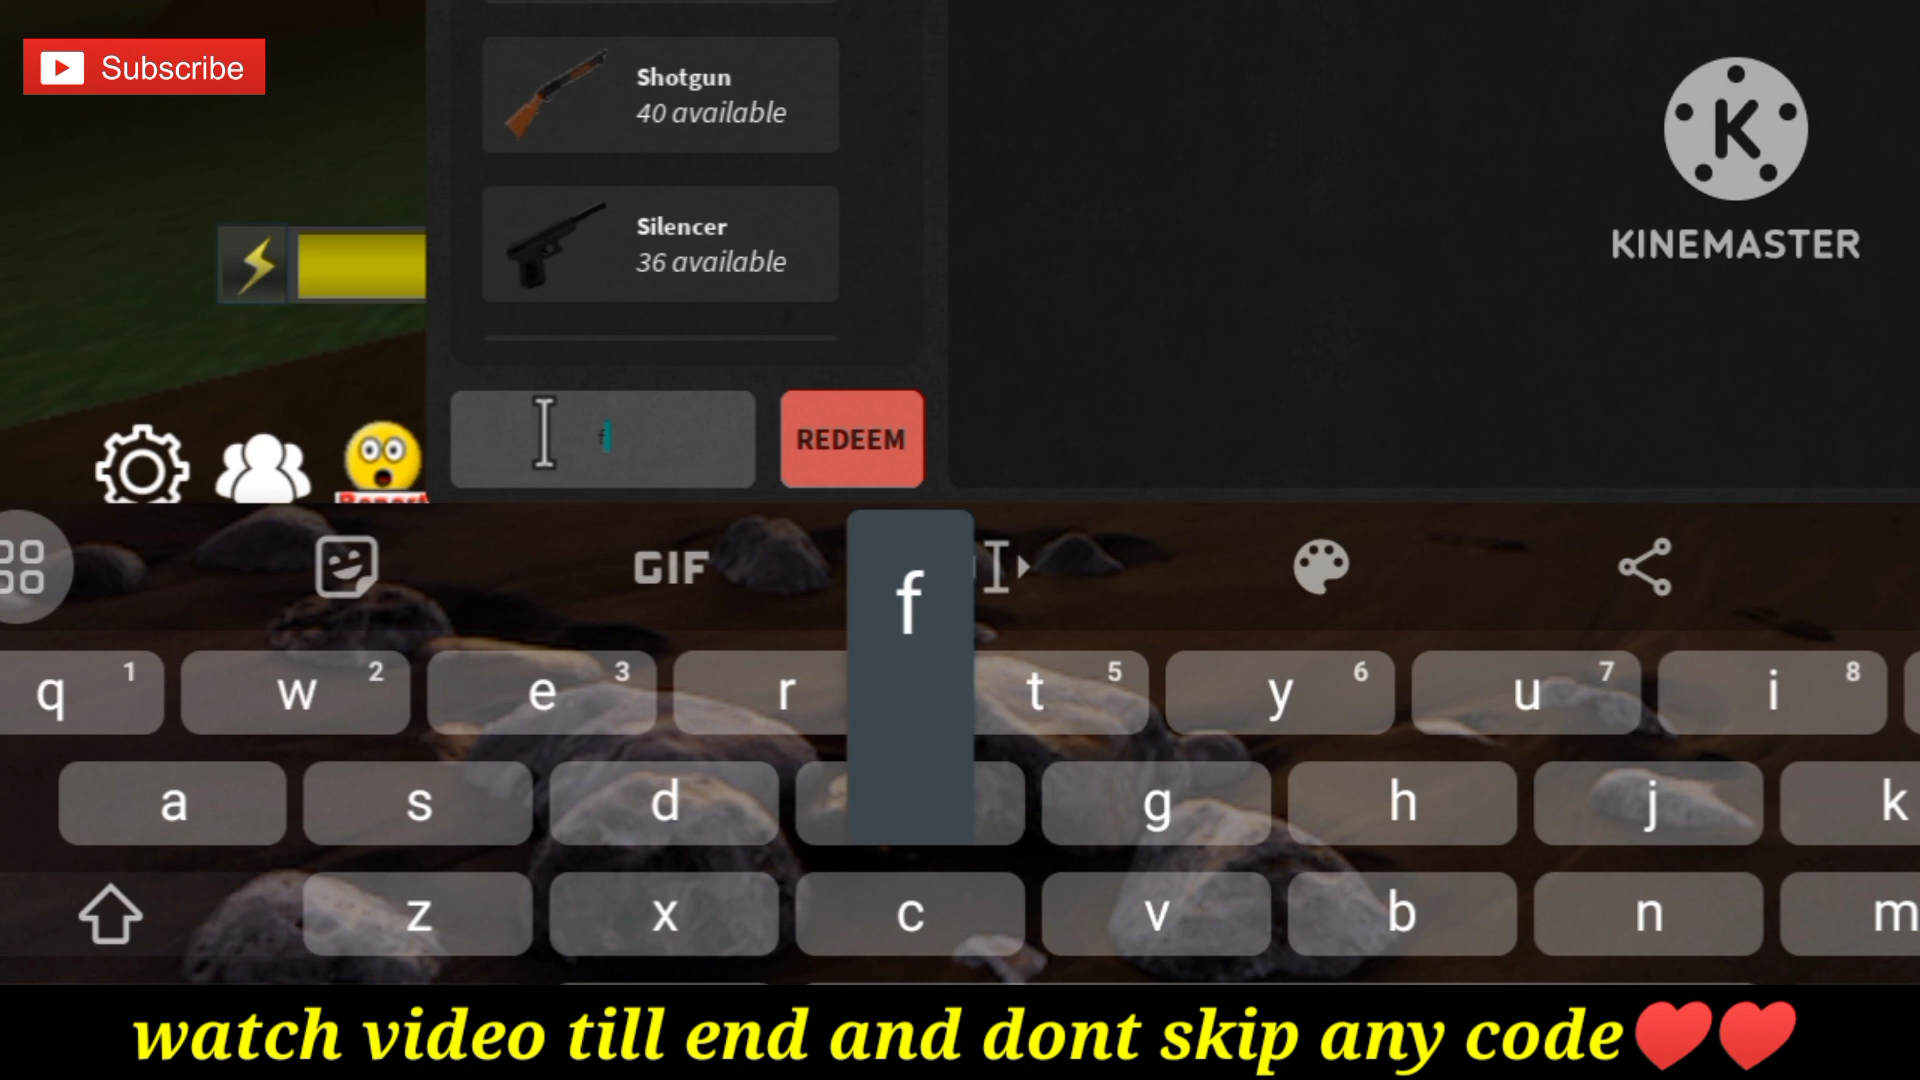 Subscribe
Shotgun
40 available
Silencer
36 available
KINEMASTER
f
REDEEM
Report
GIF
f
q 1 w 2 e 3 r t 5 y 6 u 7 i 8
a s d g h j k
z x c v b n m
watch video till end and dont skip any code❤️❤️